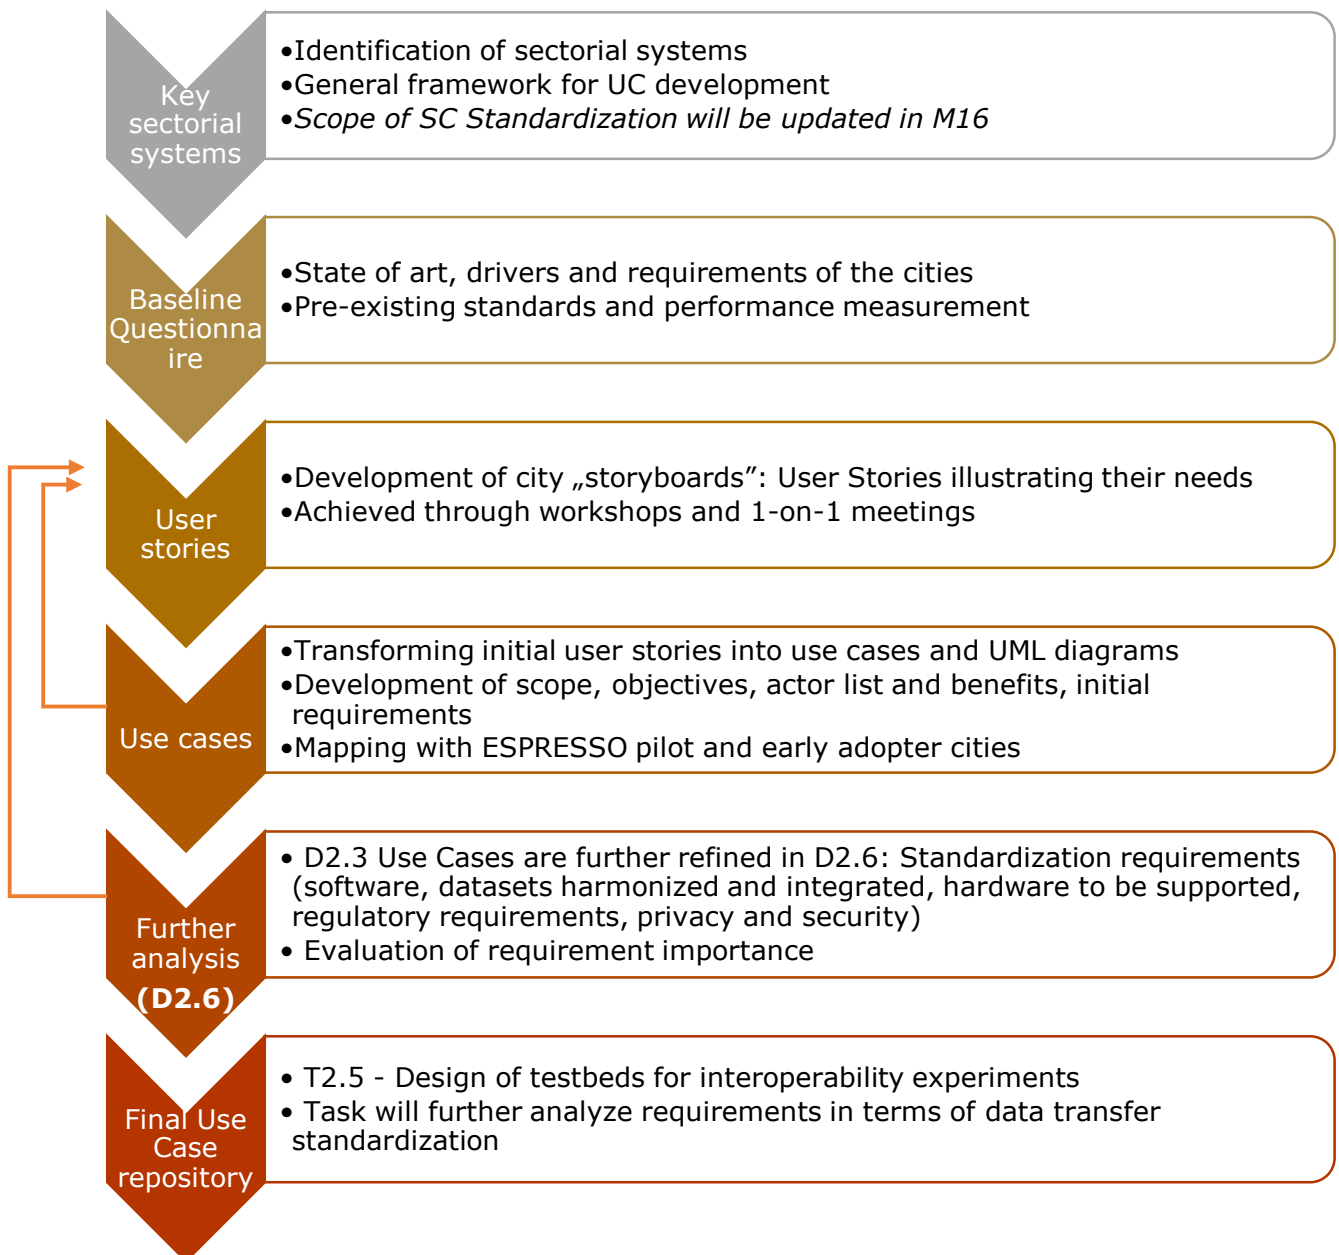 Key
sectorial
systems
•Identification of sectorial systems
•General framework for UC development
•Scope of SC Standardization will be updated in M16
Baseline
Questionna
ire
•State of art, drivers and requirements of the cities
•Pre-existing standards and performance measurement
User
stories
•Development of city „storyboards”: User Stories illustrating their needs
•Achieved through workshops and 1-on-1 meetings
Use cases
•Transforming initial user stories into use cases and UML diagrams
•Development of scope, objectives, actor list and benefits, initial
requirements
•Mapping with ESPRESSO pilot and early adopter cities
Further
analysis
(D2.6)
• D2.3 Use Cases are further refined in D2.6: Standardization requirements
(software, datasets harmonized and integrated, hardware to be supported,
regulatory requirements, privacy and security)
• Evaluation of requirement importance
Final Use
Case
repository
• T2.5 - Design of testbeds for interoperability experiments
• Task will further analyze requirements in terms of data transfer
standardization